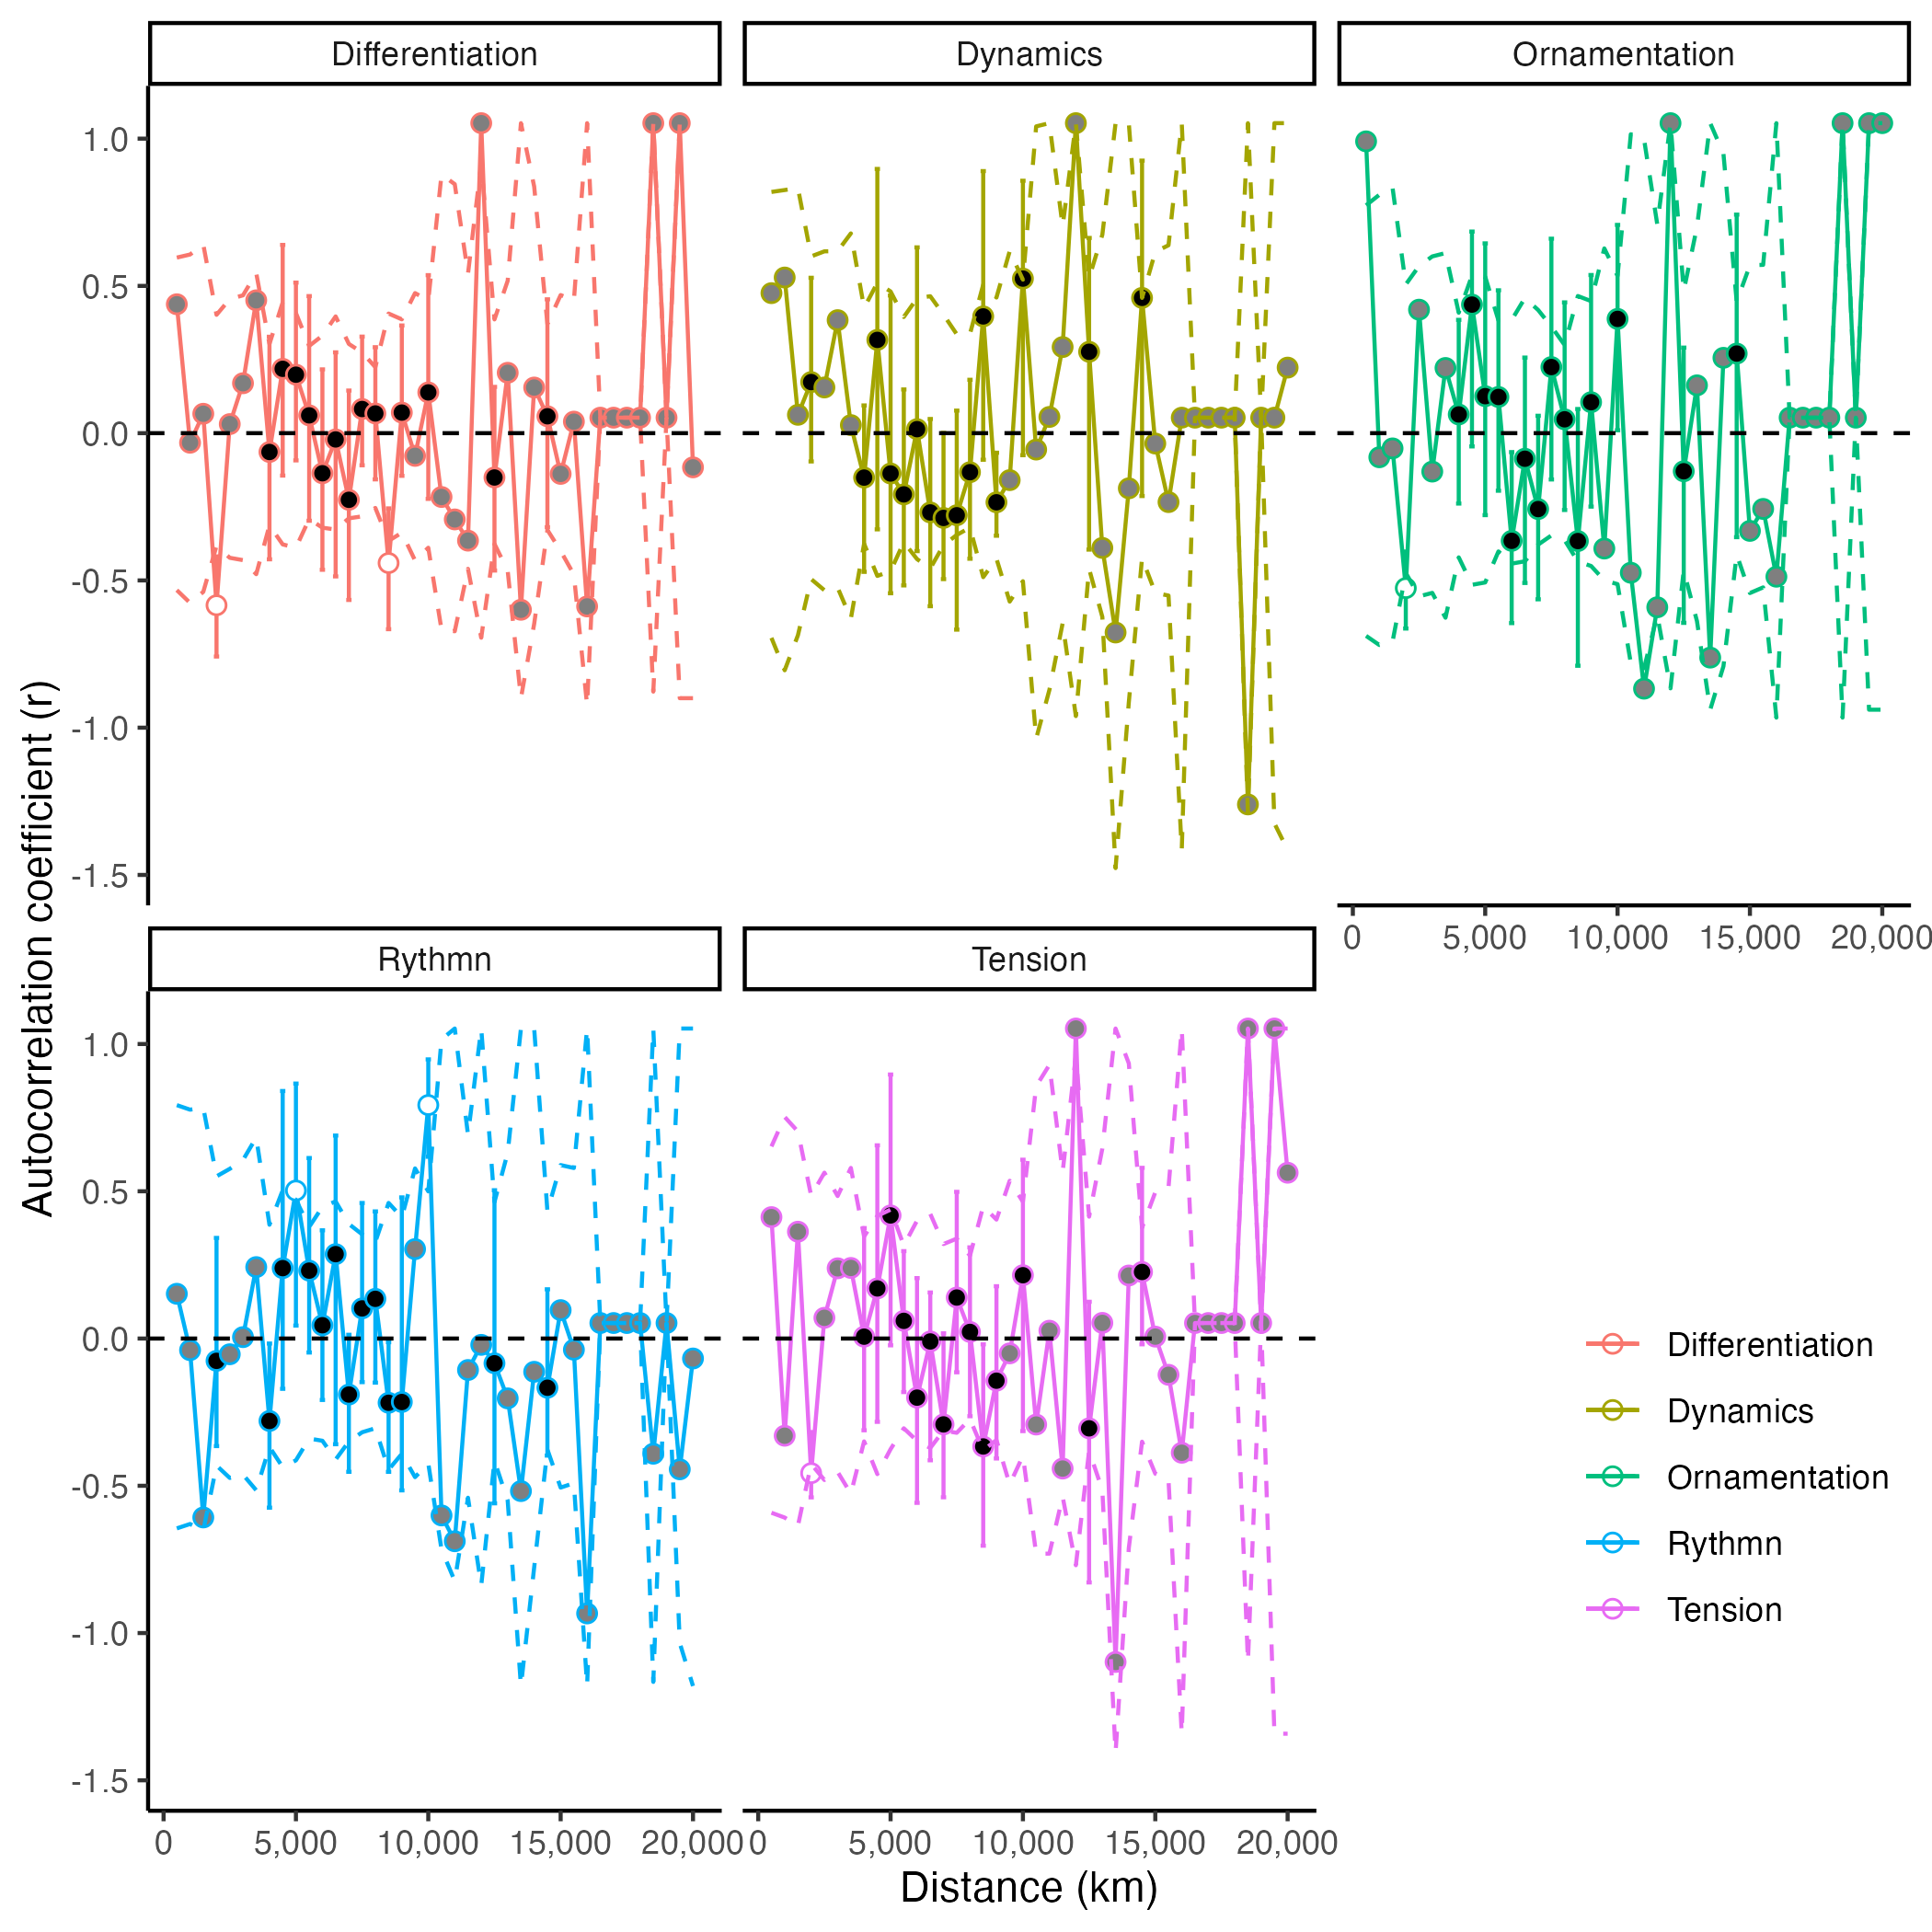 Differentiation
Dynamics
Ornamentation
1.0
0.5
0.0
-0.5
-1.0
-1.5
0 5,000 10,000 15,000 20,000
Rythmn
Tension
1.0
0.5
0.0
-0.5
-1.0
-1.5
0 5,000 10,000 15,000 20,000
0 5,000 10,000 15,000 20,000
Autocorrelation coefficient (r)
Distance (km)
Differentiation
Dynamics
Ornamentation
Rythmn
Tension